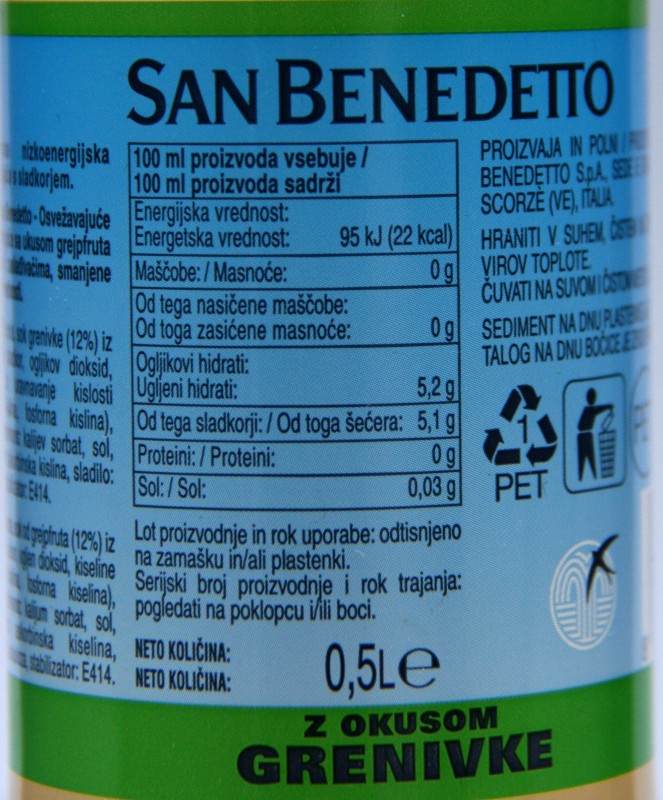 SAN BENEDETTO
nizkoenergijska
s sladkorjem.
- Osvežavajuće
ukusom grejpfruta
smanjene
sok grenivke (12%) iz
ogljikov dioksid,
kislosti
fosforna kislina),
kalijev sorbat, sol,
kislina, sladilo:
E414.
grejpfruta (12%) iz
dioksid, kiseline
fosforna kiselina),
kalijum sorbat, sol,
kiselina,
stabilizator: E414.
100 ml proizvoda vsebuje /
100 ml proizvoda sadrži
Energijska vrednost:
Energetska vrednost: 95 kJ (22 kcal)
Maščobe: / Masnoće: 0 g
Od tega nasičene maščobe:
Od toga zasićene masnoće: 0 g
Ogljikovi hidrati:
Ugljeni hidrati: 5,2 g
Od tega sladkorji: / Od toga šećera: 5,1 g
Proteini: / Proteini: 0 g
Sol: / Sol: 0,03 g
Lot proizvodnje in rok uporabe: odtisnjeno
na zamašku in/ali plastenki.
Serijski broj proizvodnje i rok trajanja:
pogledati na poklopcu i/ili boci.
NETO KOLIČINA:
NETO KOLIČINA: 0,5L e
PROIZVAJA IN POLNI /
BENEDETTO S.p.A., SEDE
SCORZÈ (VE), ITALIA.
HRANITI V SUHEM,
VIROV TOPLOTE.
ČUVATI NA SUVOM I
SEDIMENT NA DNU
TALOG NA DNU BOČICE JE
1
PET
Z OKUSOM
GRENIVKE